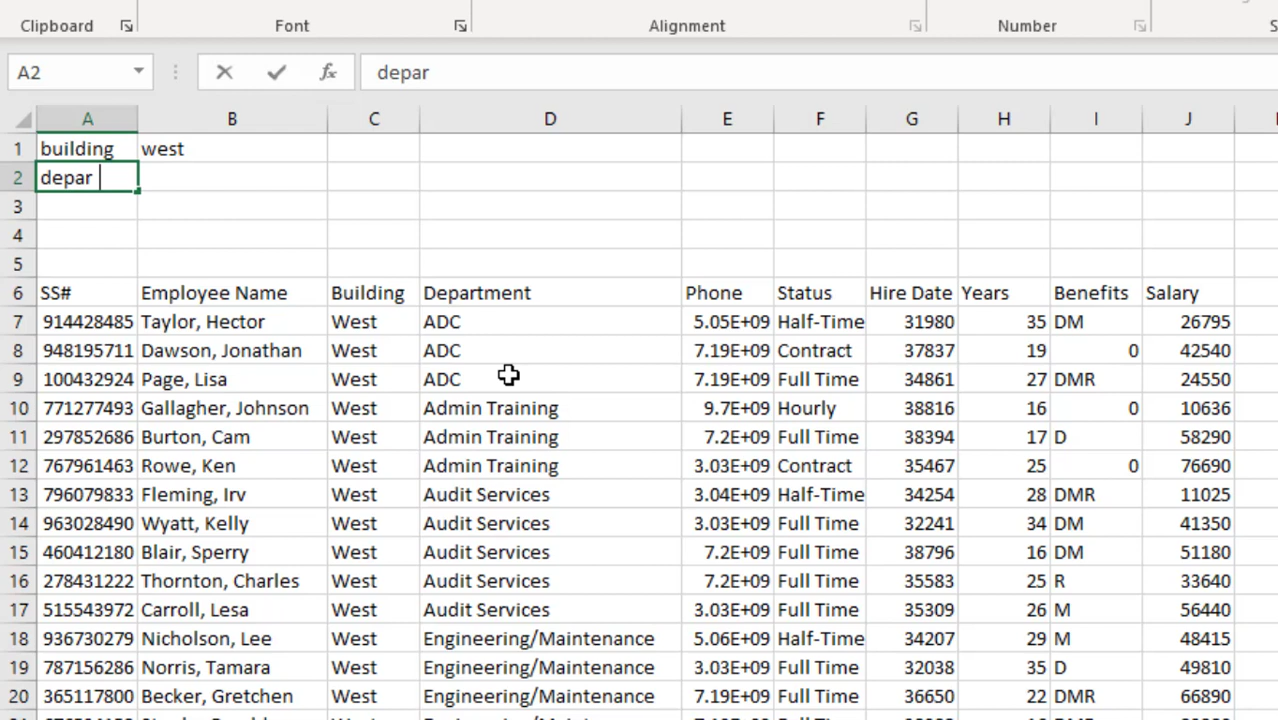 Clipboard Font Alignment Number S
A2 fx depar
A B C D E F G H I J
1 building west
2 depar
3
4
5
6 SS# Employee Name Building Department Phone Status Hire Date Years Benefits Salary
7 914428485 Taylor, Hector West ADC 5.05E+09 Half-Time 31980 35 DM 26795
8 948195711 Dawson, Jonathan West ADC 7.19E+09 Contract 37837 19 0 42540
9 100432924 Page, Lisa West ADC 7.19E+09 Full Time 34861 27 DMR 24550
10 771277493 Gallagher, Johnson West Admin Training 9.7E+09 Hourly 38816 16 0 10636
11 297852686 Burton, Cam West Admin Training 7.2E+09 Full Time 38394 17 D 58290
12 767961463 Rowe, Ken West Admin Training 3.03E+09 Contract 35467 25 0 76690
13 796079833 Fleming, Irv West Audit Services 3.04E+09 Half-Time 34254 28 DMR 11025
14 963028490 Wyatt, Kelly West Audit Services 3.03E+09 Full Time 32241 34 DM 41350
15 460412180 Blair, Sperry West Audit Services 7.2E+09 Full Time 38796 16 DM 51180
16 278431222 Thornton, Charles West Audit Services 7.2E+09 Full Time 35583 25 R 33640
17 515543972 Carroll, Lesa West Audit Services 3.03E+09 Full Time 35309 26 M 56440
18 936730279 Nicholson, Lee West Engineering/Maintenance 5.06E+09 Half-Time 34207 29 M 48415
19 787156286 Norris, Tamara West Engineering/Maintenance 3.03E+09 Full Time 32038 35 D 49810
20 365117800 Becker, Gretchen West Engineering/Maintenance 7.19E+09 Full Time 36650 22 DMR 66890